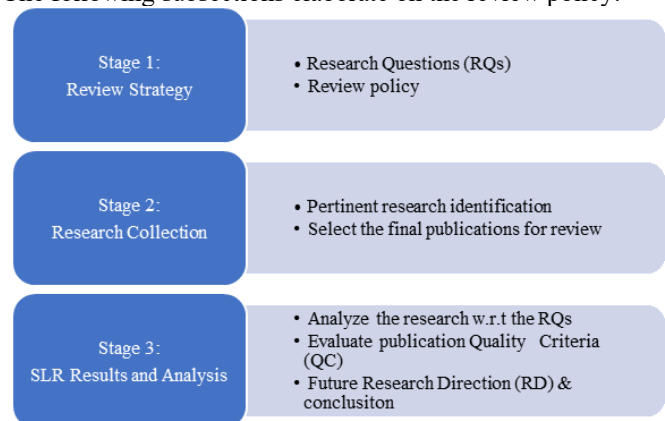 The following subsections elaborate on the review policy.
Stage 1:
Review Strategy
• Research Questions (RQs)
• Review policy
Stage 2:
Research Collection
• Pertinent research identification
• Select the final publications for review
Stage 3:
SLR Results and Analysis
• Analyze the research w.r.t the RQs
• Evaluate publication Quality Criteria
(QC)
• Future Research Direction (RD) &
conclusiton